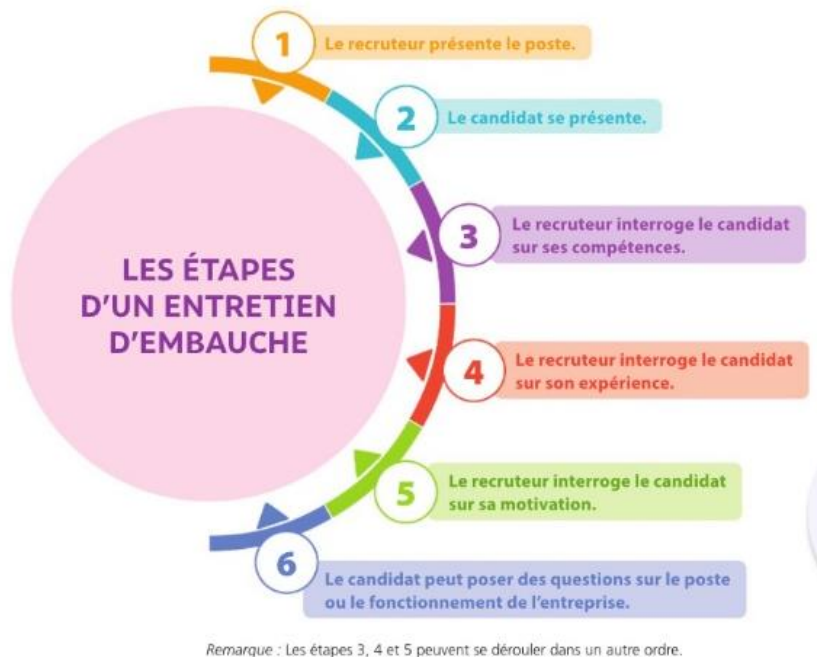 1
Le recruteur présente le poste.
2
Le candidat se présente.
3
Le recruteur interroge le candidat
sur ses compétences.
LES ÉTAPES
D'UN ENTRETIEN
D'EMBAUCHE
4
Le recruteur interroge le candidat
sur son expérience.
5
Le recruteur interroge le candidat
sur sa motivation.
6
Le candidat peut poser des questions sur le poste
ou le fonctionnement de l'entreprise.
Remarque : Les étapes 3, 4 et 5 peuvent se dérouler dans un autre ordre.